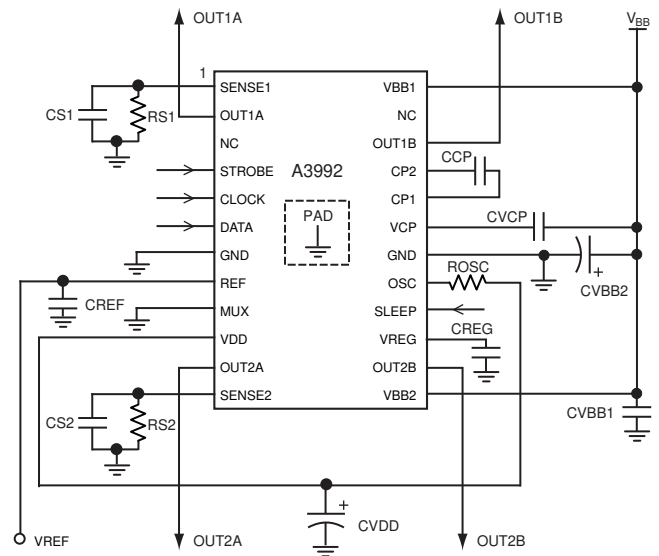 OUT1A
OUT1B
VBB
1
SENSE1
VBB1
CS1
RS1
OUT1A
NC
NC
OUT1B
CCP
STROBE
A3992
CP2
CLOCK
CP1
DATA
PAD
VCP
CVCP
GND
GND
ROSC
REF
OSC
CVBB2
+
CREF
MUX
SLEEP
VDD
VREG
CREG
OUT2A
OUT2B
SENSE2
VBB2
CS2
RS2
CVBB1
+
CVDD
VREF
OUT2A
OUT2B